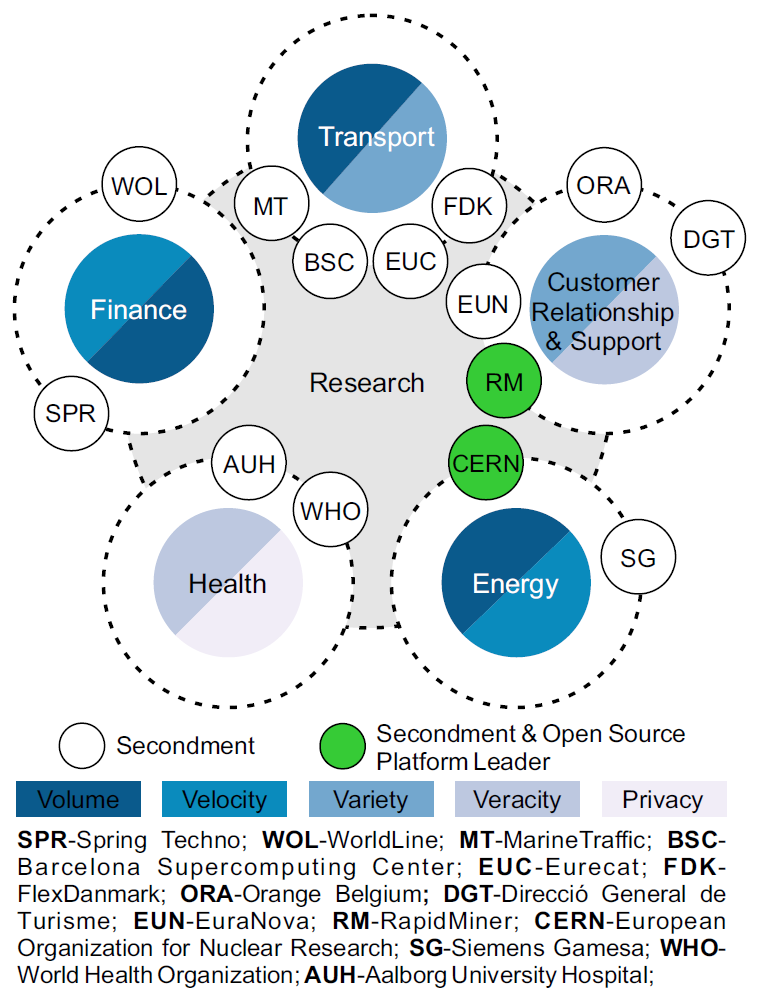 Transport
WOL
ORA
MT
FDK
DGT
BSC
EUC
EUN
Finance
Customer
Relationship
& Support
Research
RM
SPR
AUH
CERN
WHO
SG
Health
Energy
Secondment
Secondment & Open Source
Platform Leader
Volume
Velocity
Variety
Veracity
Privacy
SPR-Spring Techno; WOL-WorldLine; MT-MarineTraffic; BSC-
Barcelona Supercomputing Center; EUC-Eurecat; FDK-
FlexDanmark; ORA-Orange Belgium; DGT-Direcció General de
Turisme; EUN-EuraNova; RM-RapidMiner; CERN-European
Organization for Nuclear Research; SG-Siemens Gamesa; WHO-
World Health Organization; AUH-Aalborg University Hospital;